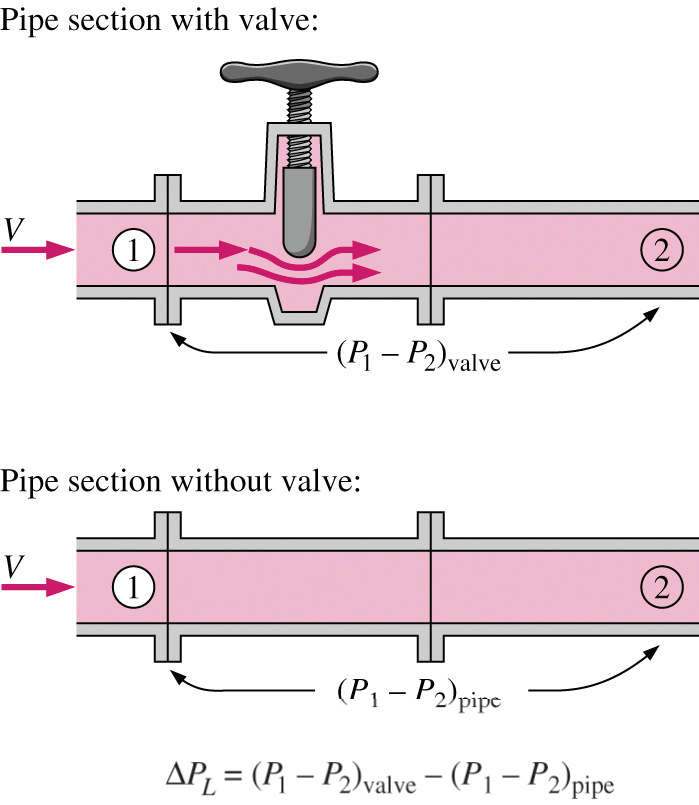 Pipe section with valve:
V
1
2
(P₁ – P₂)valve
Pipe section without valve:
V
1
2
(P₁ – P₂)pipe
ΔP_L = (P₁ – P₂)valve – (P₁ – P₂)pipe